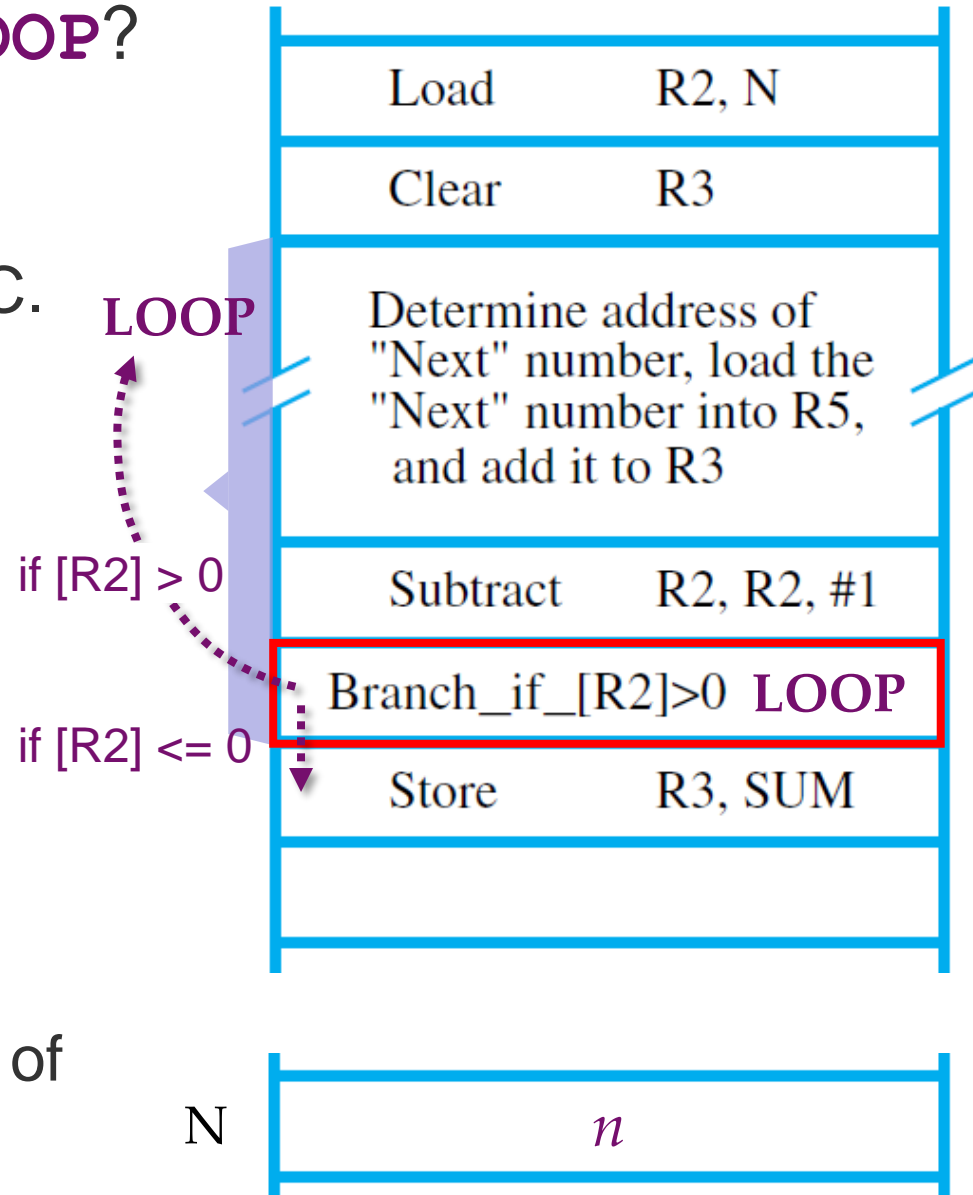 OOP?
Load R2, N
Clear R3
C.
LOOP
Determine address of
"Next" number, load the
"Next" number into R5,
and add it to R3
if [R2] > 0
Subtract R2, R2, #1
Branch_if_[R2]>0 LOOP
if [R2] <= 0
Store R3, SUM
of
N n